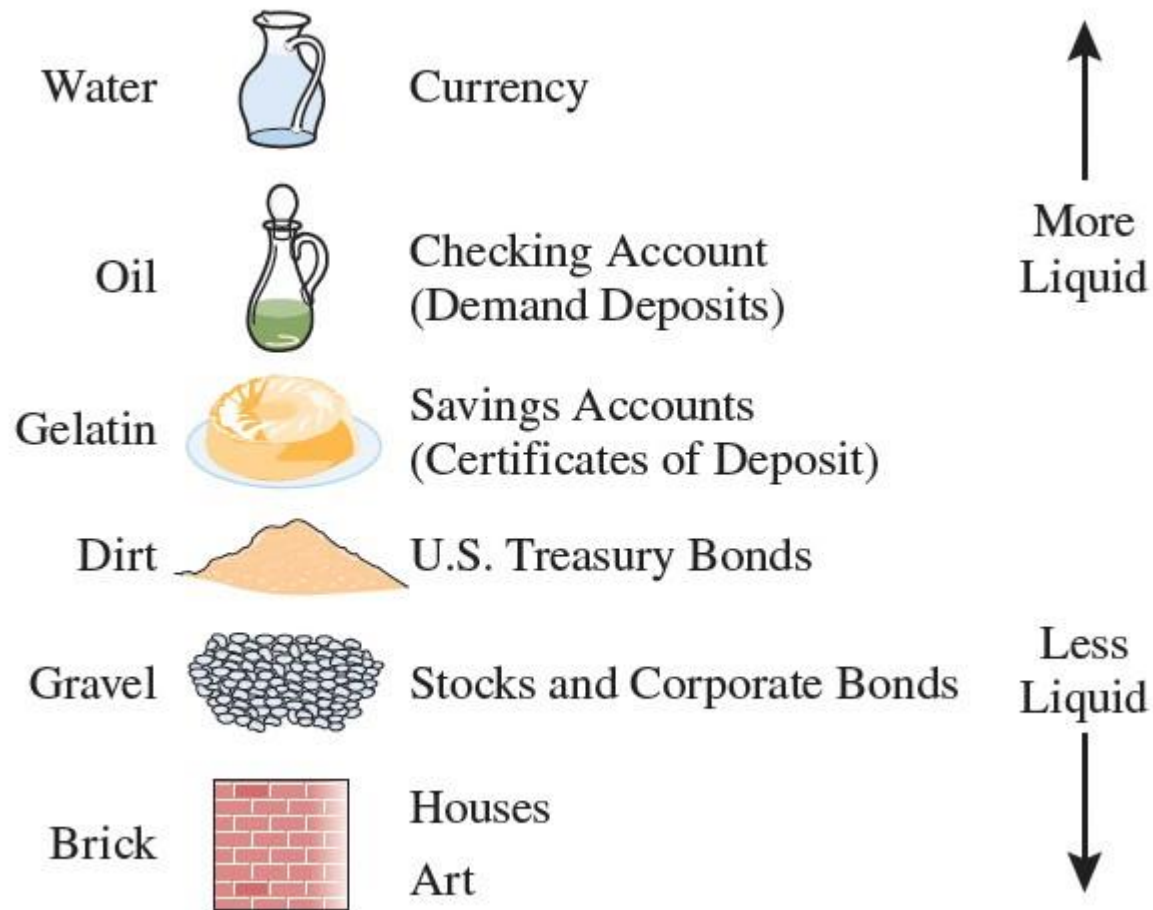 Water
Currency
Oil
Checking Account
(Demand Deposits)
More
Liquid
Gelatin
Savings Accounts
(Certificates of Deposit)
Dirt
U.S. Treasury Bonds
Gravel
Stocks and Corporate Bonds
Less
Liquid
Brick
Houses
Art